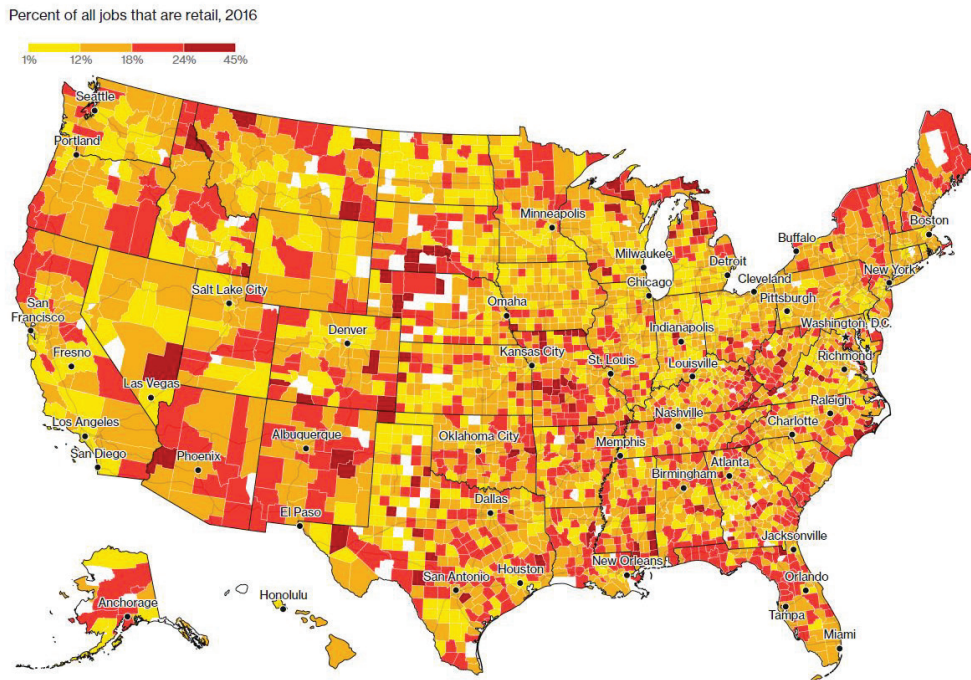 Percent of all jobs that are retail, 2016
1% 12% 18% 24% 45%
Seattle
Portland
Minneapolis
Boston
Buffalo
Milwaukee
Detroit
New York
Chicago
Cleveland
Salt Lake City
Pittsburgh
San Francisco
Omaha
Denver
Indianapolis
Washington, D.C.
Fresno
Kansas City
St. Louis
Louisville
Richmond
Las Vegas
Los Angeles
Nashville
Raleigh
Albuquerque
Oklahoma City
Memphis
Charlotte
San Diego
Phoenix
Birmingham
Atlanta
Dallas
El Paso
Jacksonville
New Orleans
Houston
San Antonio
Orlando
Honolulu
Anchorage
Tampa
Miami